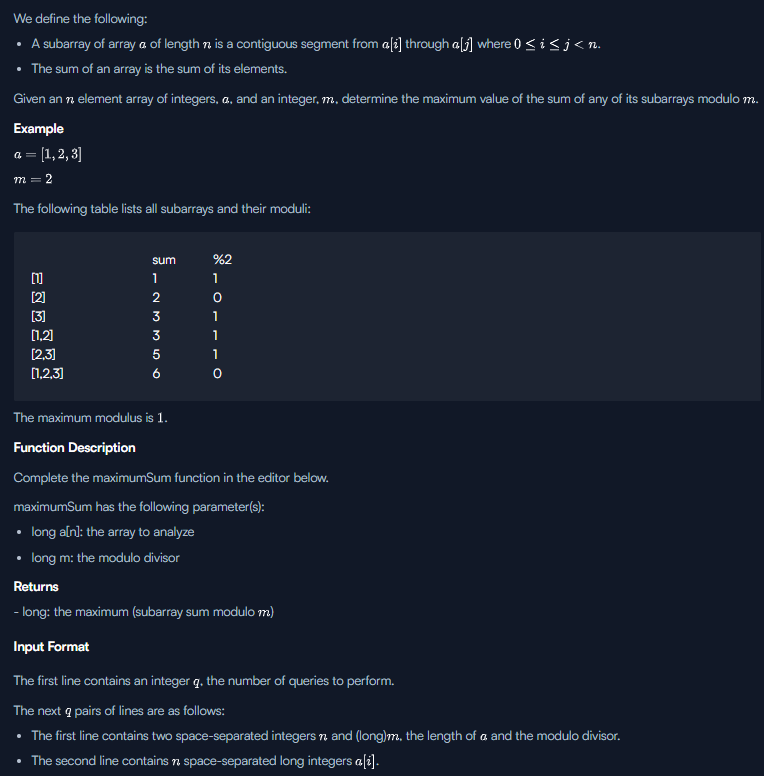 We define the following:
• A subarray of array a of length n is a contiguous segment from a[i] through a[j] where 0 ≤ i ≤ j < n.
• The sum of an array is the sum of its elements.
Given an n element array of integers, a, and an integer, m, determine the maximum value of the sum of any of its subarrays modulo m.
Example
a = [1, 2, 3]
m = 2
The following table lists all subarrays and their moduli:
sum %2
[1] 1 1
[2] 2 0
[3] 3 1
[1,2] 3 1
[2,3] 5 1
[1,2,3] 6 0
The maximum modulus is 1.
Function Description
Complete the maximumSum function in the editor below.
maximumSum has the following parameter(s):
• long a[n]: the array to analyze
• long m: the modulo divisor
Returns
- long: the maximum (subarray sum modulo m)
Input Format
The first line contains an integer q, the number of queries to perform.
The next q pairs of lines are as follows:
• The first line contains two space-separated integers n and (long)m, the length of a and the modulo divisor.
• The second line contains n space-separated long integers a[i].